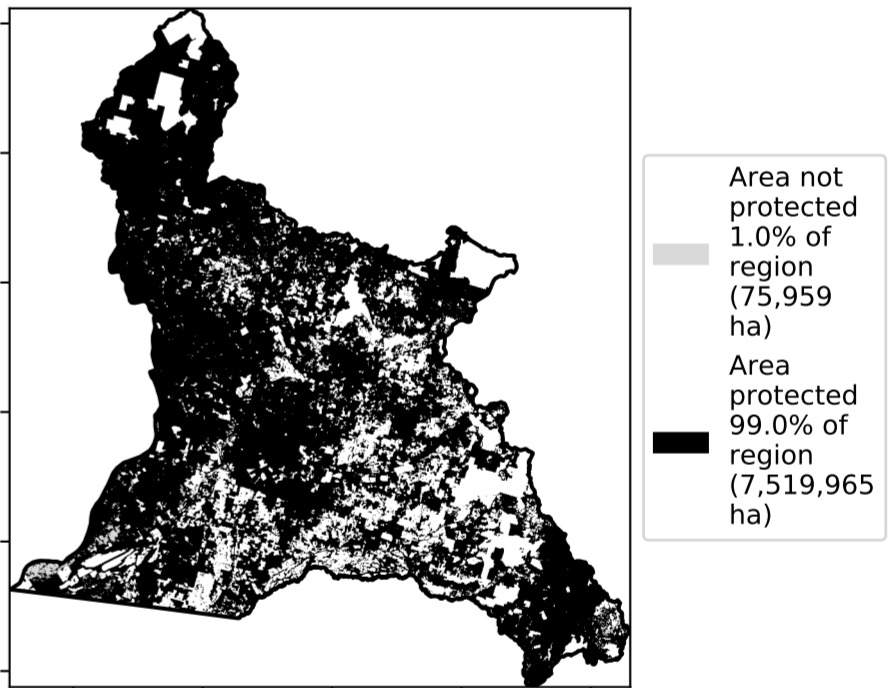 Area not
protected
1.0% of
region
(75,959
ha)
Area
protected
99.0% of
region
(7,519,965
ha)